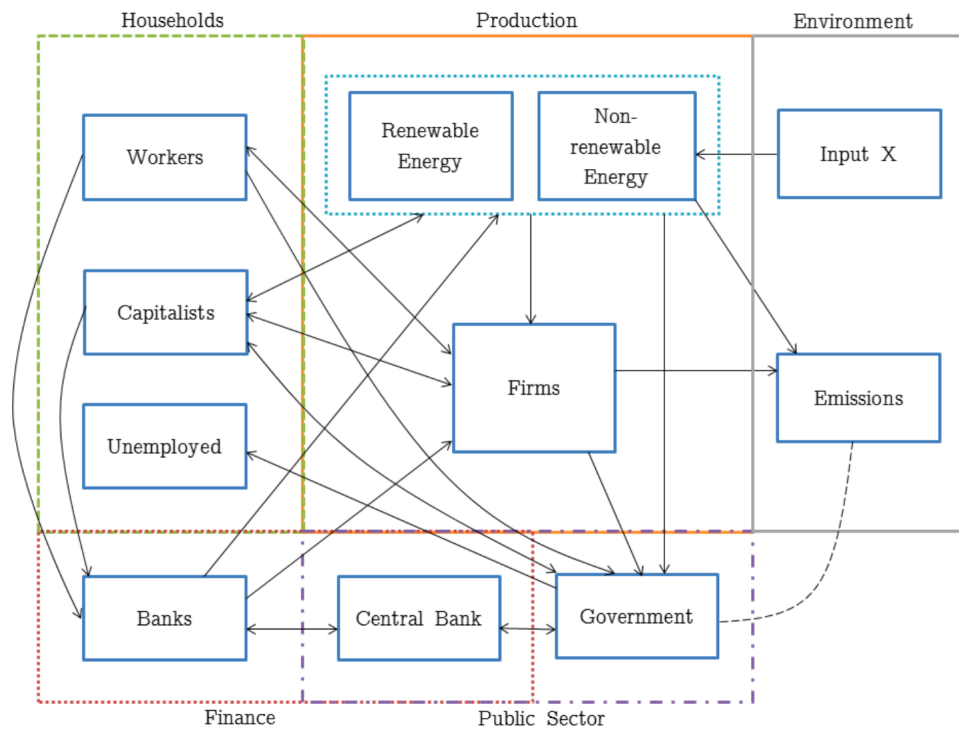 Households
Production
Environment
Workers
Renewable
Energy
Non-
renewable
Energy
Input X
Capitalists
Firms
Emissions
Unemployed
Banks
Central Bank
Government
Finance
Public Sector